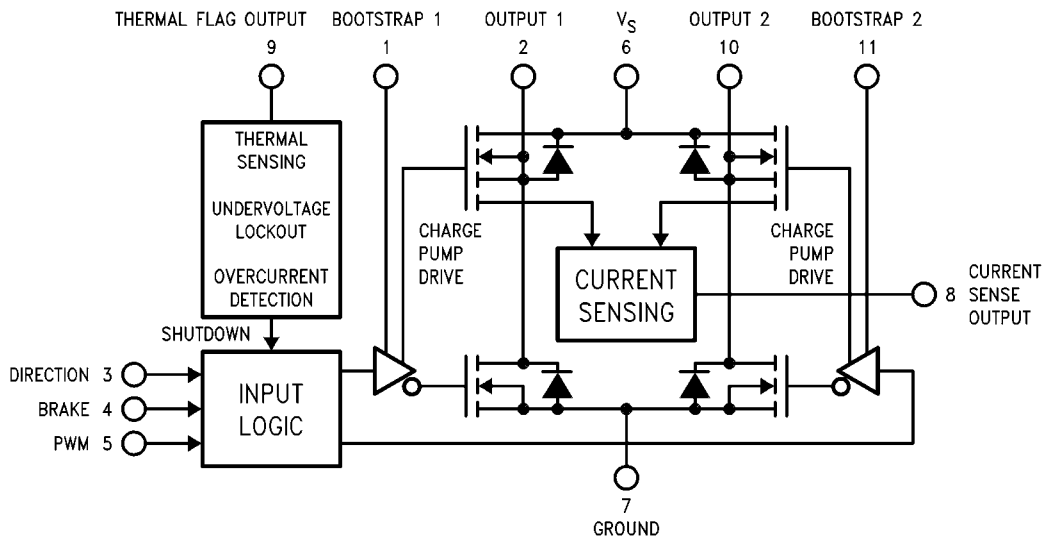 THERMAL FLAG OUTPUT
9
BOOTSTRAP 1
1
OUTPUT 1
2
VS
6
OUTPUT 2
10
BOOTSTRAP 2
11
THERMAL
SENSING
UNDERVOLTAGE
LOCKOUT
OVERCURRENT
DETECTION
CHARGE
PUMP
DRIVE
CHARGE
PUMP
DRIVE
CURRENT
SENSING
8
CURRENT
SENSE
OUTPUT
SHUTDOWN
DIRECTION 3
BRAKE 4
PWM 5
INPUT
LOGIC
7
GROUND